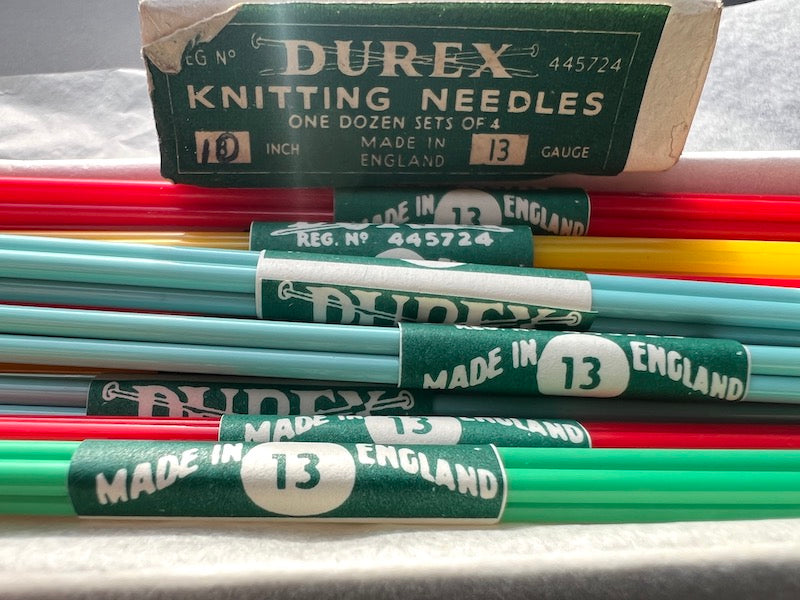 EG Nº DUREX 445724
KNITTING NEEDLES
ONE DOZEN SETS OF 4
10 INCH MADE IN ENGLAND 13 GAUGE
MADE IN 13 ENGLAND
REG. Nº 445724
DUREX
MADE IN 13 ENGLAND
DUREX
MADE IN 13 ENGLAND
MADE IN 13 ENGLAND